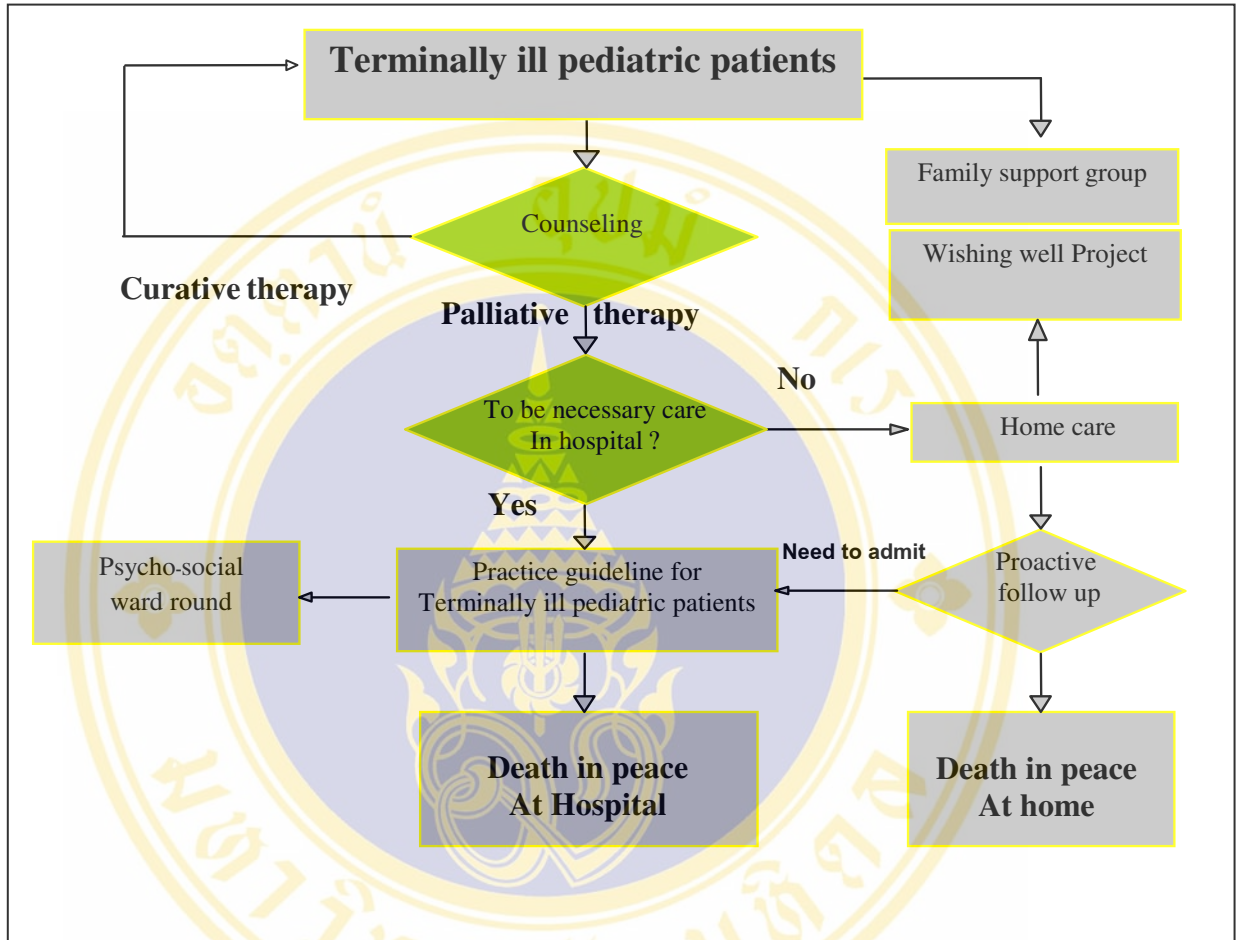 Terminally ill pediatric patients
Family support group
Counseling
Wishing well Project
Curative therapy
Palliative therapy
No
To be necessary care
In hospital ?
Home care
Yes
Need to admit
Psycho-social
ward round
Practice guideline for
Terminally ill pediatric patients
Proactive
follow up
Death in peace
At Hospital
Death in peace
At home